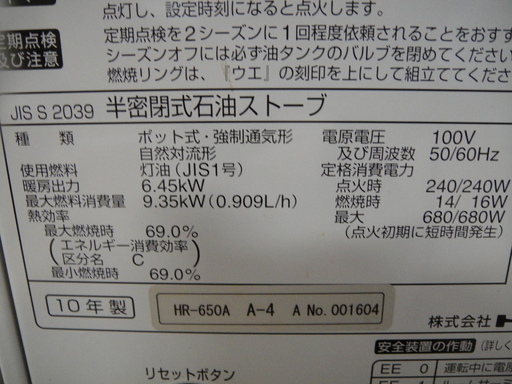 点灯し、設定時刻になると点火します。
定期点検
及び注意
定期点検を2シーズンに1回程度依頼されることをおすす
シーズンオフには必ず油タンクのバルブを閉めてください
燃焼リングは、『ウエ』の刻印を上にして組立ててくださ
JIS S 2039 半密閉式石油ストーブ
種類 ポット式・強制通気形
自然対流形
使用燃料 灯油(JIS1号)
暖房出力 6.45kW
最大燃料消費量 9.35kW(0.909L/h)
熱効率
最大燃焼時 69.0%
(エネルギー消費効率)
区分名 C
最小燃焼時 69.0%
電原電圧 100V
及び周波数 50/60Hz
定格消費電力
点火時 240/240W
燃焼時 14/ 16W
最大 680/680W
(点火初期に短時間発生)
10年製
HR-650A A-4 A No.001604
株式会社
安全装置の作動 (詳しく
EE 0 運転中に電
リセットボタン